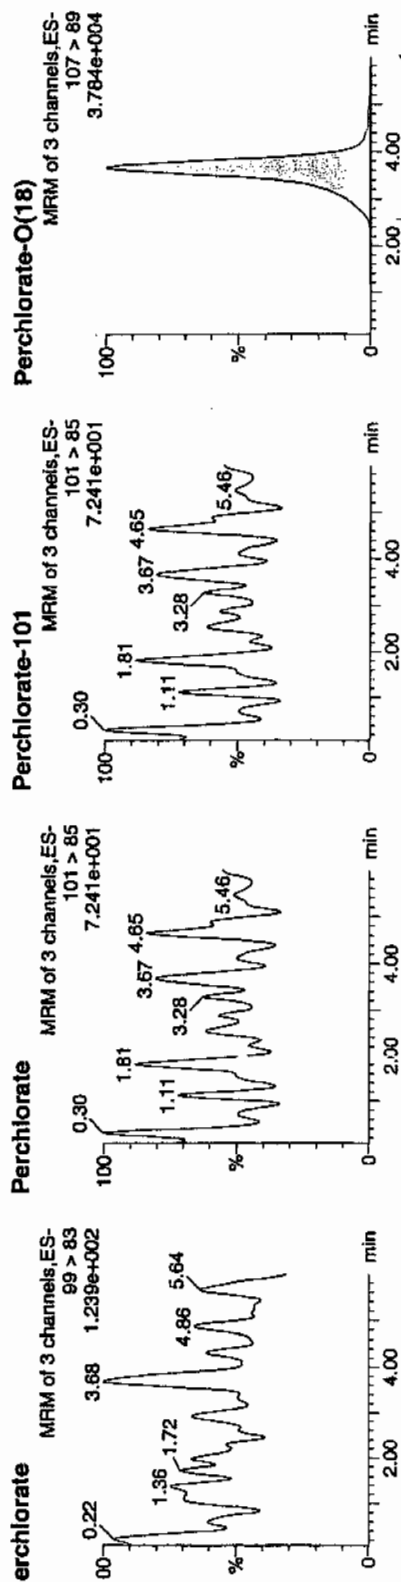 erchlorate
MRM of 3 channels,ES-
99 > 83
1.239e+002
00
%
0
0.22
1.36
1.72
3.68
4.86
5.64
2.00
4.00
min
Perchlorate
MRM of 3 channels,ES-
101 > 85
7.241e+001
100
%
0
0.30
1.11
1.81
3.28
3.67
4.65
5.46
2.00
4.00
min
Perchlorate-101
MRM of 3 channels,ES-
101 > 85
7.241e+001
100
%
0
0.30
1.11
1.81
3.28
3.67
4.65
5.46
2.00
4.00
min
Perchlorate-O(18)
MRM of 3 channels,ES-
107 > 89
3.784e+004
100
%
0
2.00
4.00
min